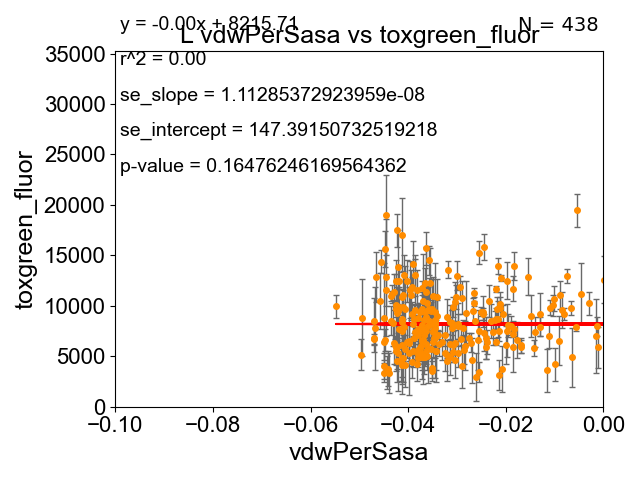 y = -0.00x + 8215.71
N = 438
L vdwPerSasa vs toxgreen_fluor
r^2 = 0.00
se_slope = 1.11285372923959e-08
se_intercept = 147.39150732519218
p-value = 0.16476246169564362
toxgreen_fluor
35000
30000
25000
20000
15000
10000
5000
0
−0.10
−0.08
−0.06
−0.04
−0.02
0.00
vdwPerSasa